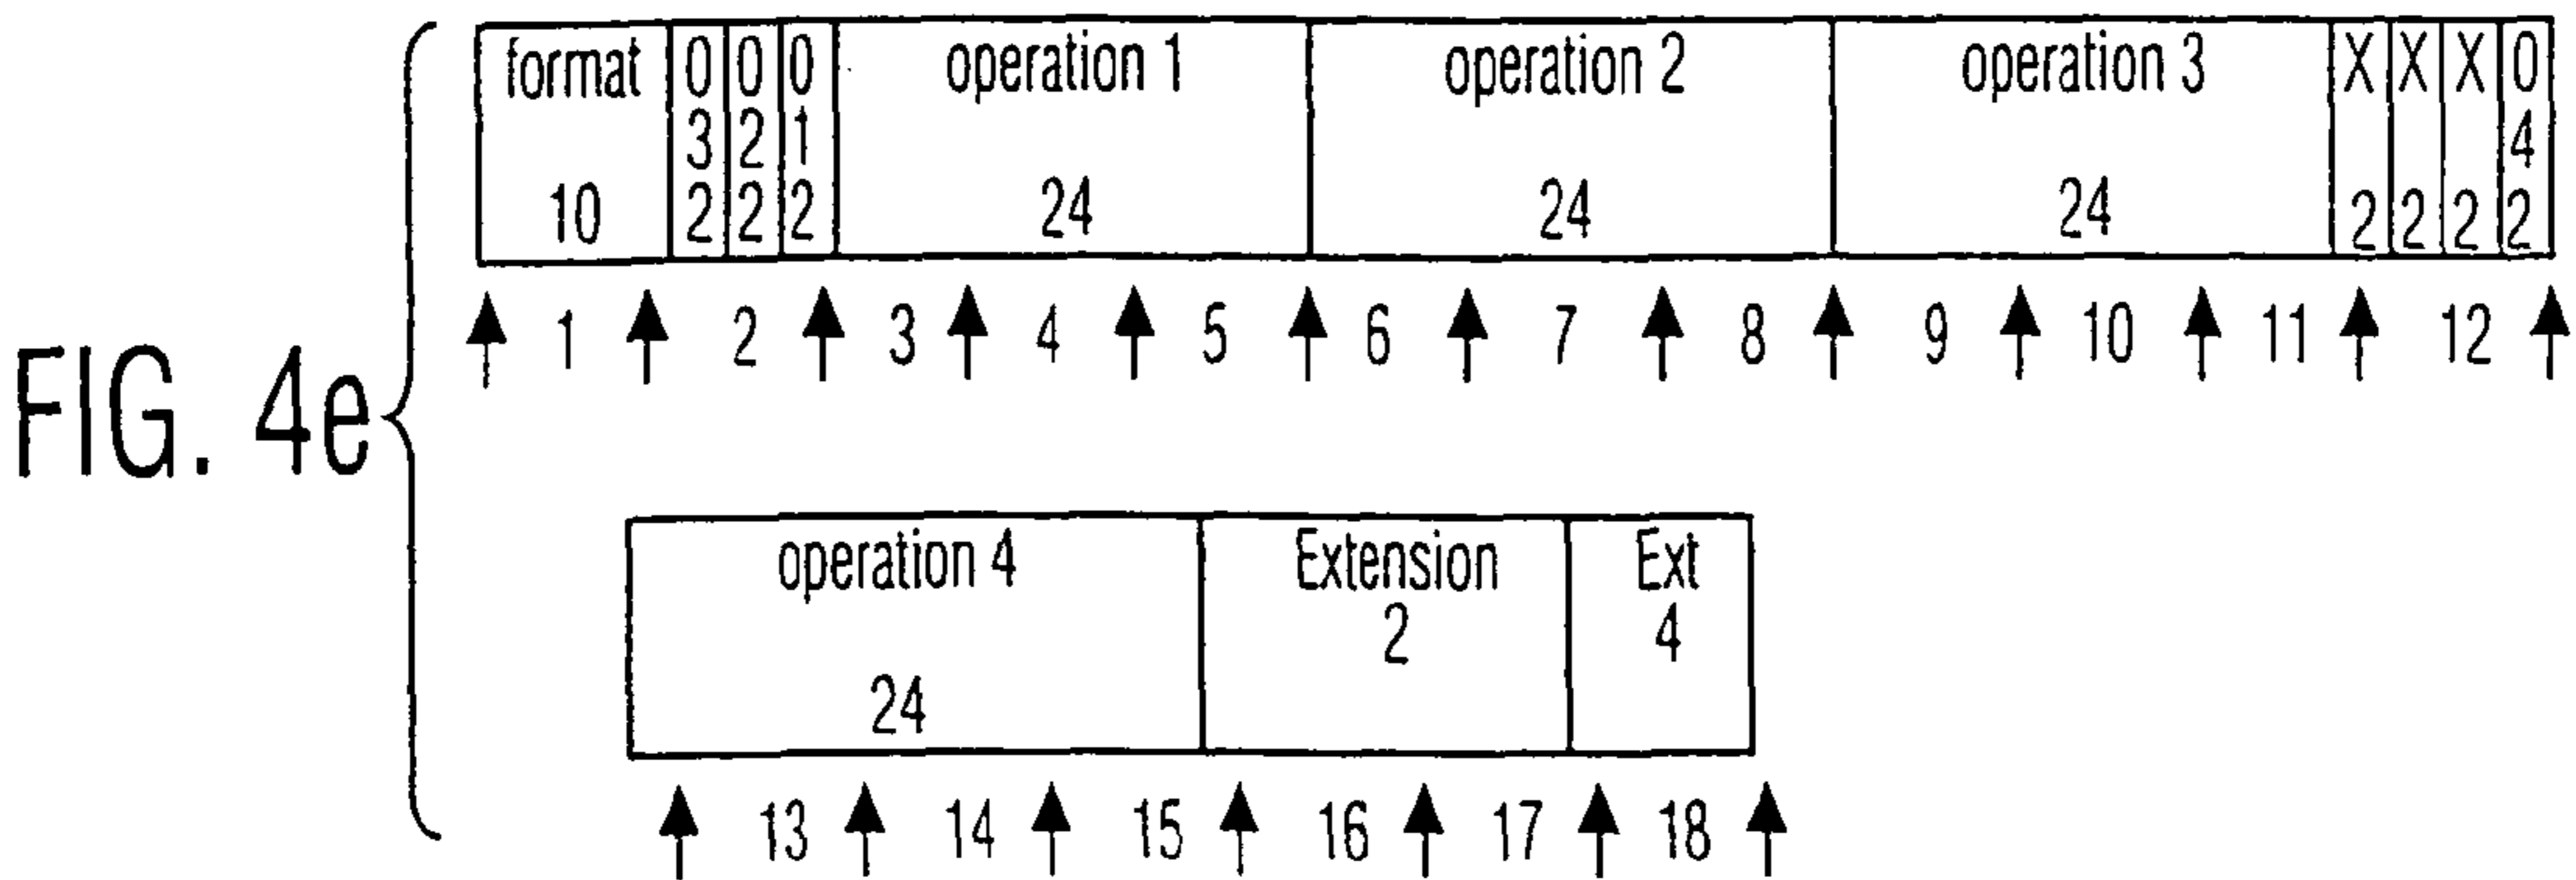 format 0 0 0 operation 1 operation 2 operation 3 X X X 0
3 2 1 4
10 2 2 2 24 24 24 2 2 2 2
1 2 3 4 5 6 7 8 9 10 11 12
FIG. 4e
operation 4 Extension Ext
2 4
24
13 14 15 16 17 18